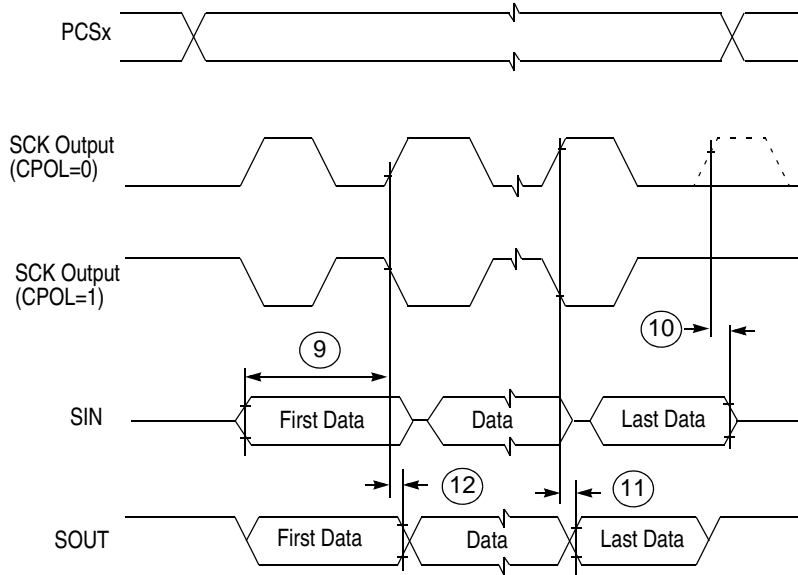 PCSx
SCK Output
(CPOL=0)
SCK Output
(CPOL=1)
10
9
SIN
First Data
Data
Last Data
12
11
SOUT
First Data
Data
Last Data